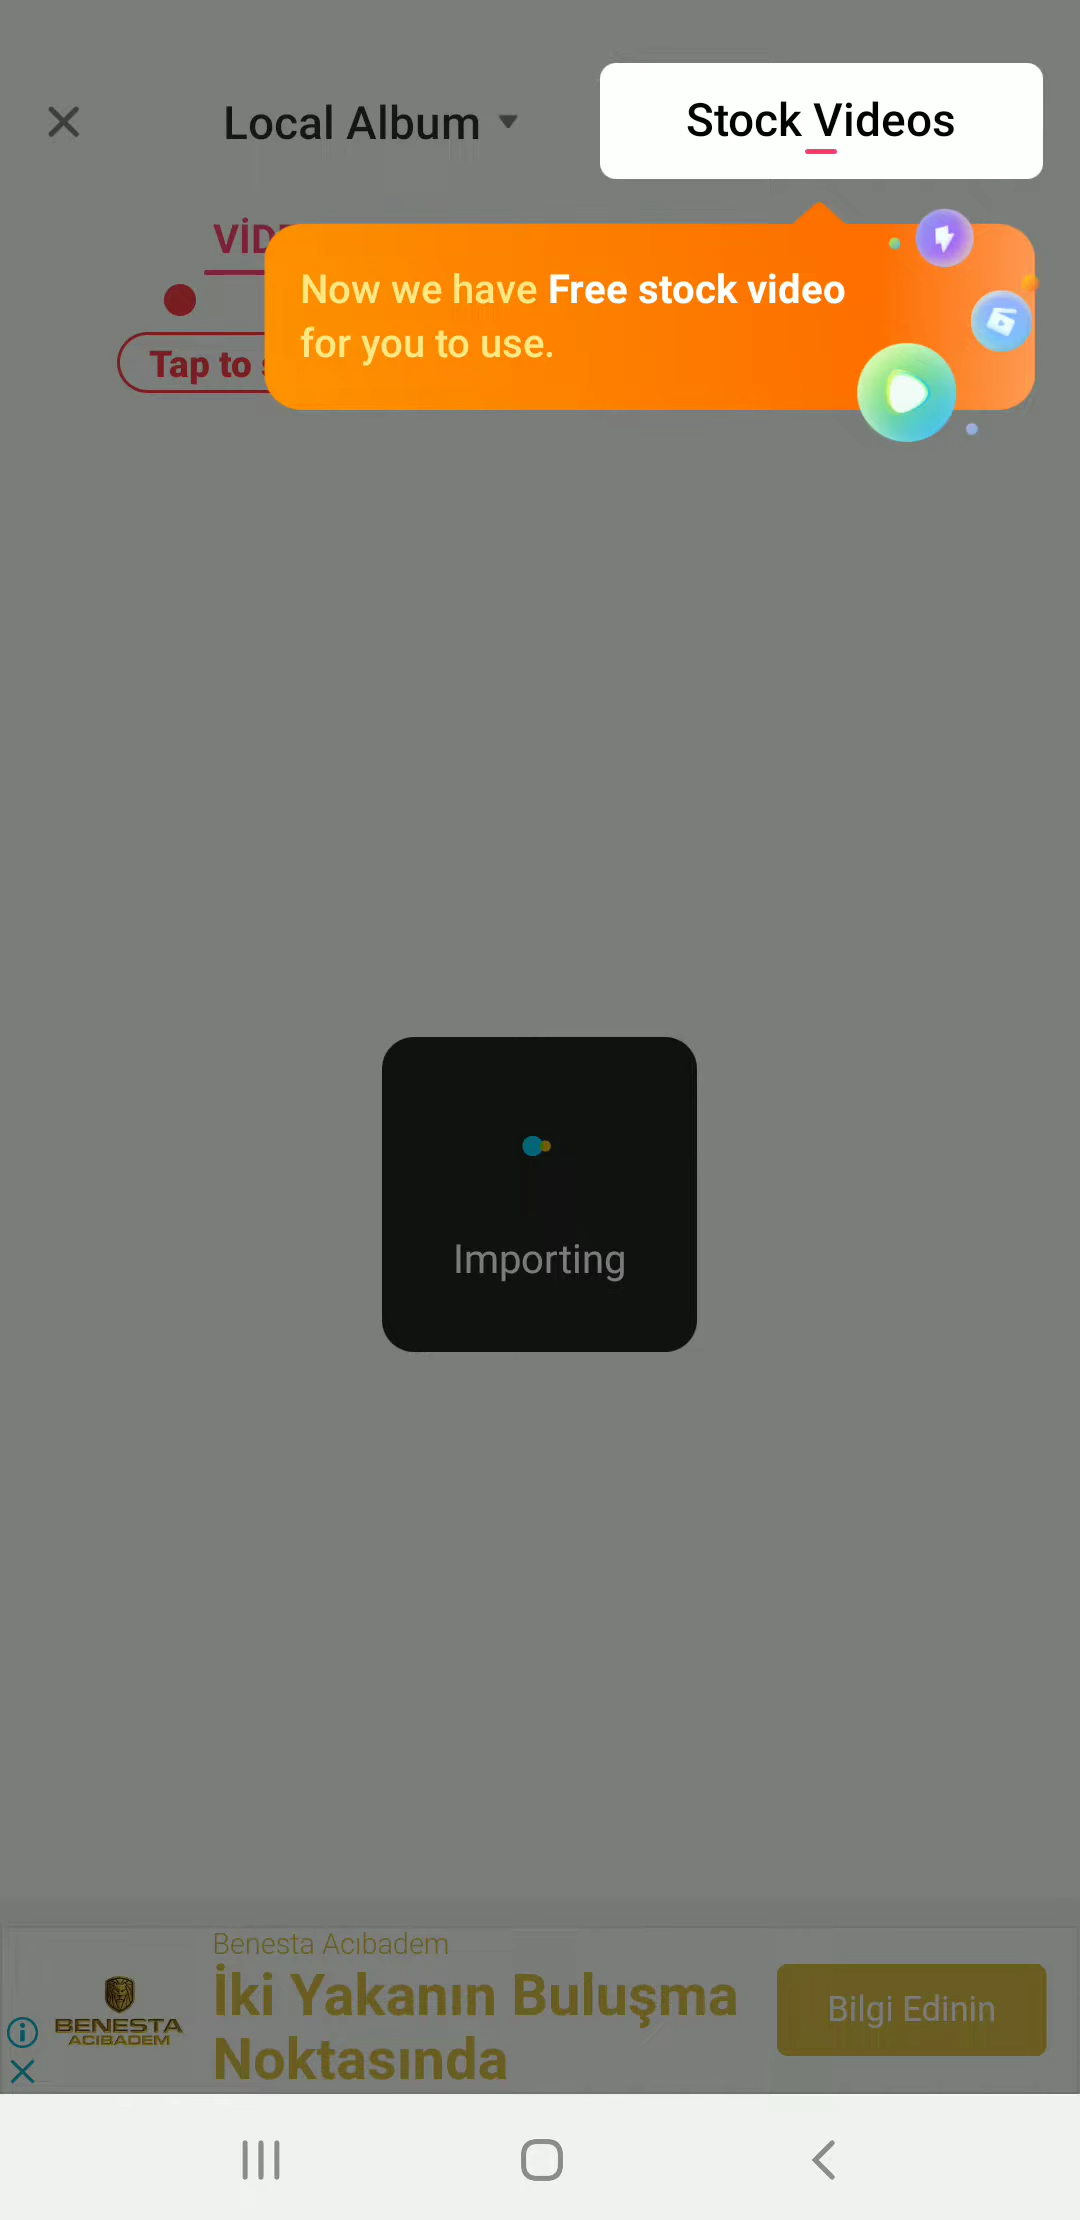 Local Album
Stock Videos
Now we have Free stock video
for you to use.
Tap to
Importing
Benesta Acıbadem
İki Yakanın Buluşma
Noktasında
BENESTA
ACIBADEM
Bilgi Edinin